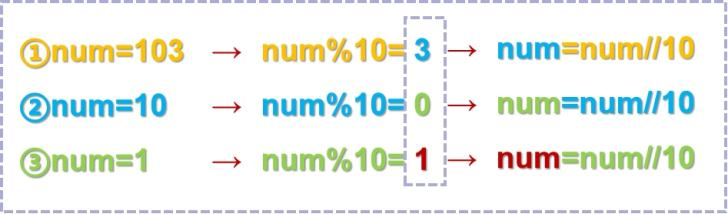 ①num=103 → num%10= 3 → num=num//10
②num=10 → num%10= 0 → num=num//10
③num=1 → num%10= 1 → num=num//10